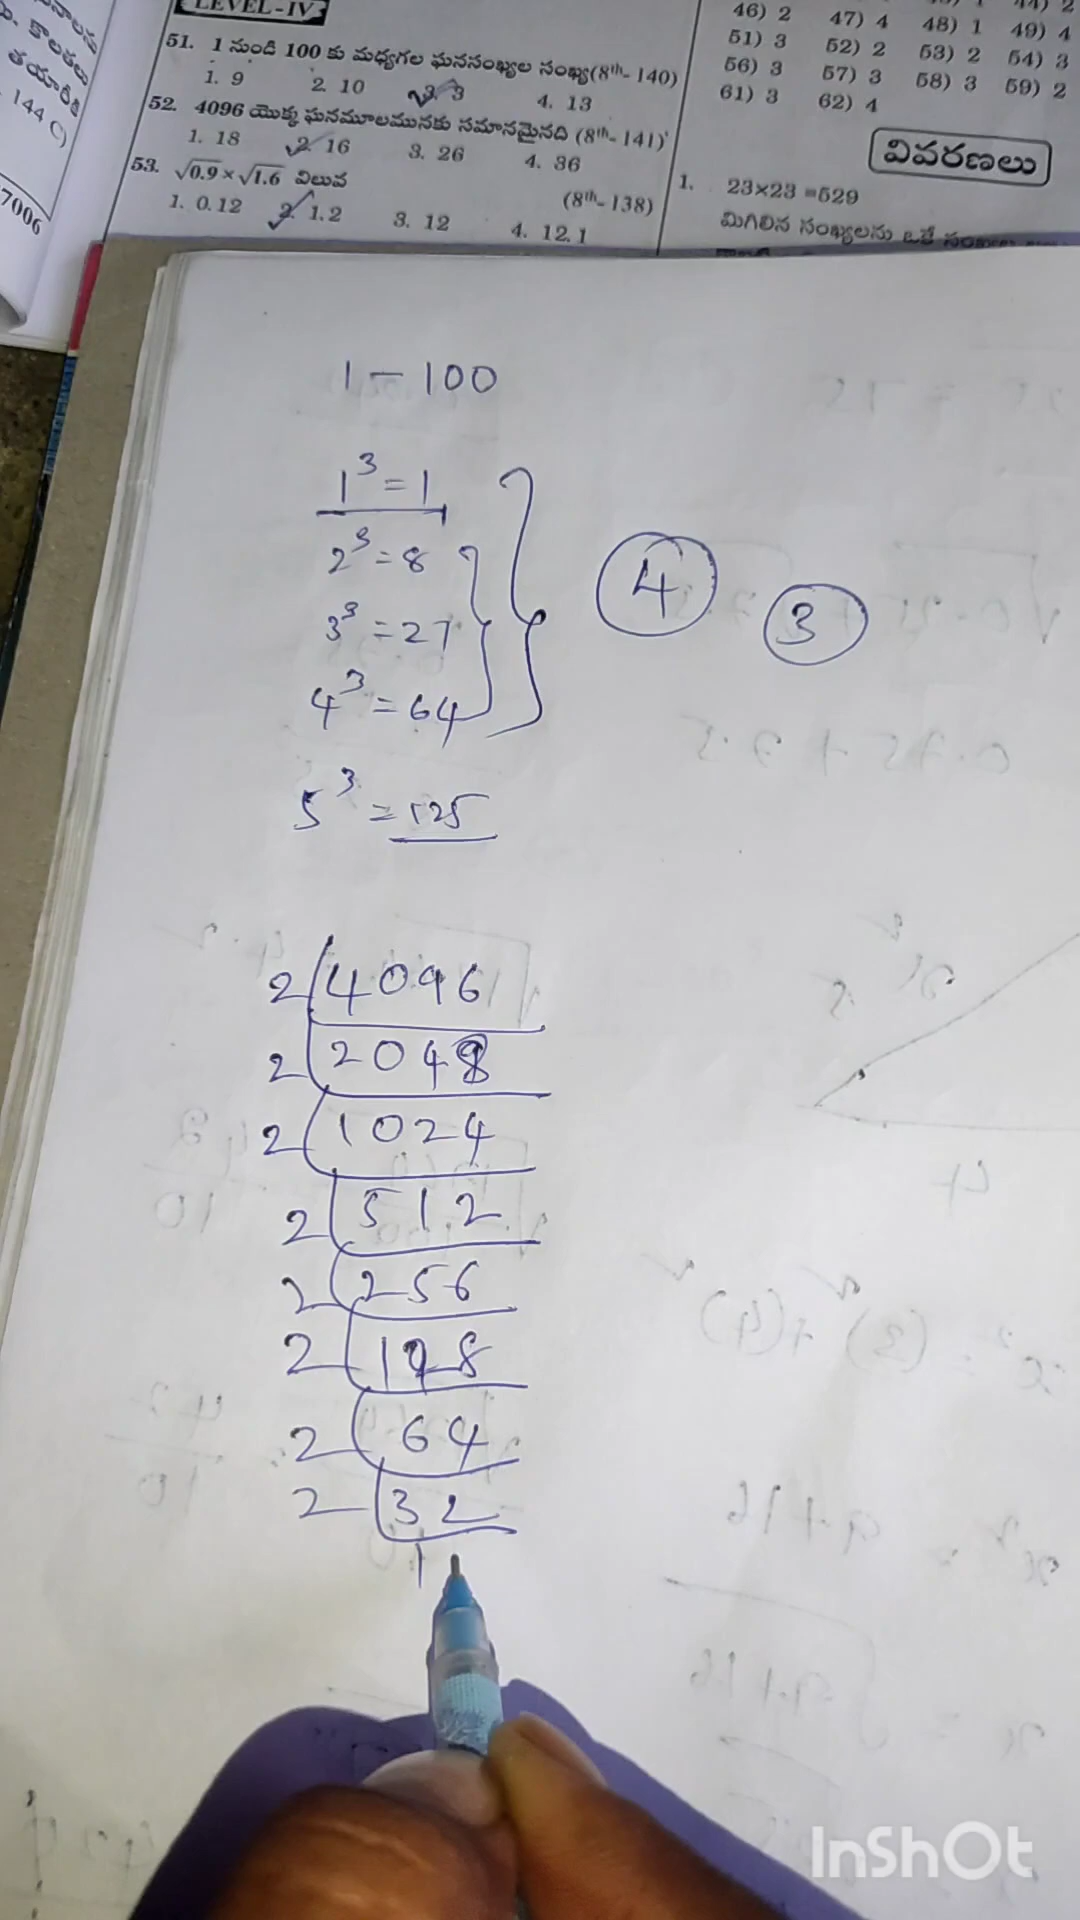 LEVEL-IV
51. 1 నుండి 100 కు మధ్యగల ఘనసంఖ్యల సంఖ్య(8th- 140)
1. 9 2. 10 3. 3 4. 13
52. 4096 యొక్క ఘనమూలమునకు సమానమైనది (8th- 141)
1. 18 2. 16 3. 26 4. 36
53. √0.9 × √1.6 విలువ (8th- 138)
1. 0.12 2. 1.2 3. 12 4. 12.1
46) 2 47) 4 48) 1 49) 4
51) 3 52) 2 53) 2 54) 3
56) 3 57) 3 58) 3 59) 2
61) 3 62) 4
వివరణలు
1. 23×23 =529
మిగిలిన సంఖ్యలను ఒకే
144 C)
7006
1 - 100
1³ = 1
2³ = 8
3³ = 27
4³ = 64
4 3
5³ = 125
2 4096
2 2048
2 1024
2 512
2 256
2 128
2 64
2 32
1
InShOt